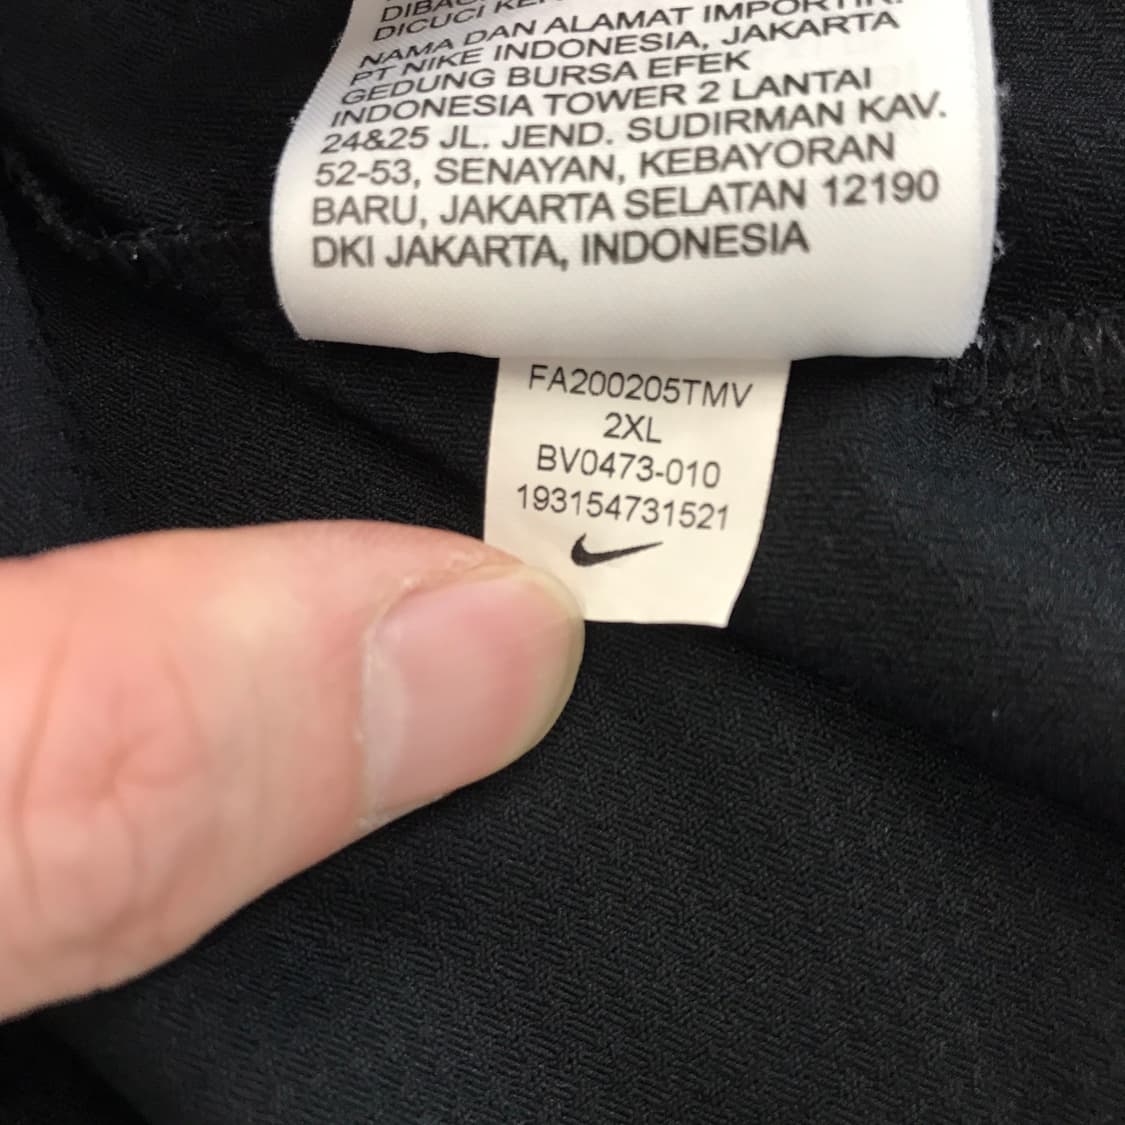 DICUCI
NAMA DAN ALAMAT IMPORTIR:
PT NIKE INDONESIA, JAKARTA
GEDUNG BURSA EFEK
INDONESIA TOWER 2 LANTAI
24&25 JL. JEND. SUDIRMAN KAV.
52-53, SENAYAN, KEBAYORAN
BARU, JAKARTA SELATAN 12190
DKI JAKARTA, INDONESIA
FA200205TMV
2XL
BV0473-010
193154731521